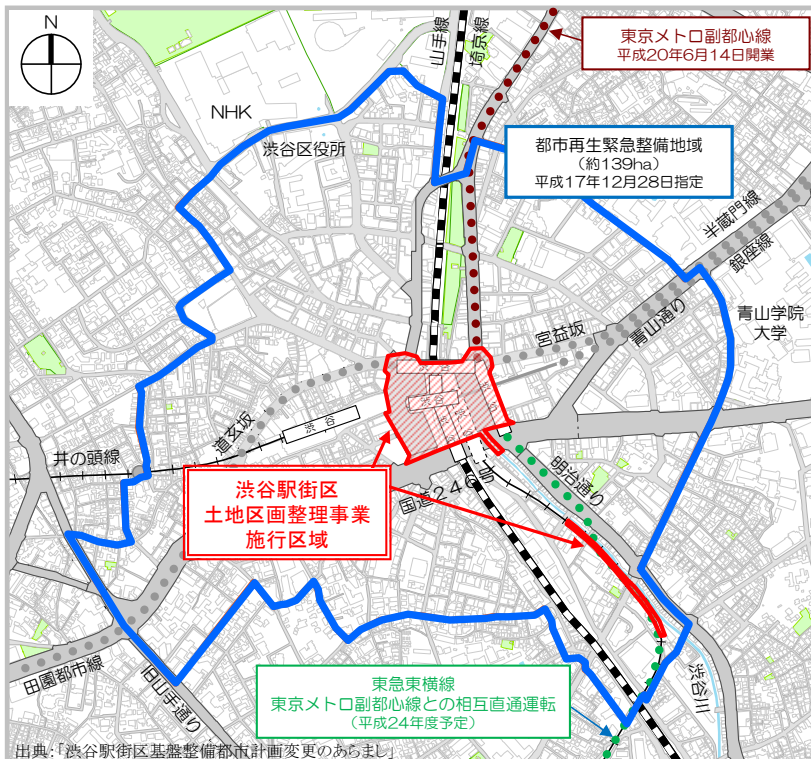 N
山手線
埼京線
東京メトロ副都心線
平成20年6月14日開業
NHK
渋谷区役所
都市再生緊急整備地域
(約139ha)
平成17年12月28日指定
半蔵門線
銀座線
青山通り
宮益坂
青山学院
大学
渋谷
渋谷
道玄坂
井の頭線
渋谷駅街区
土地区画整理事業
施行区域
国道246号
明治通り
田園都市線
旧山手通り
東急東横線
東京メトロ副都心線との相互直通運転
(平成24年度予定)
渋谷川
出典:「渋谷駅街区基盤整備都市計画変更のあらまし」